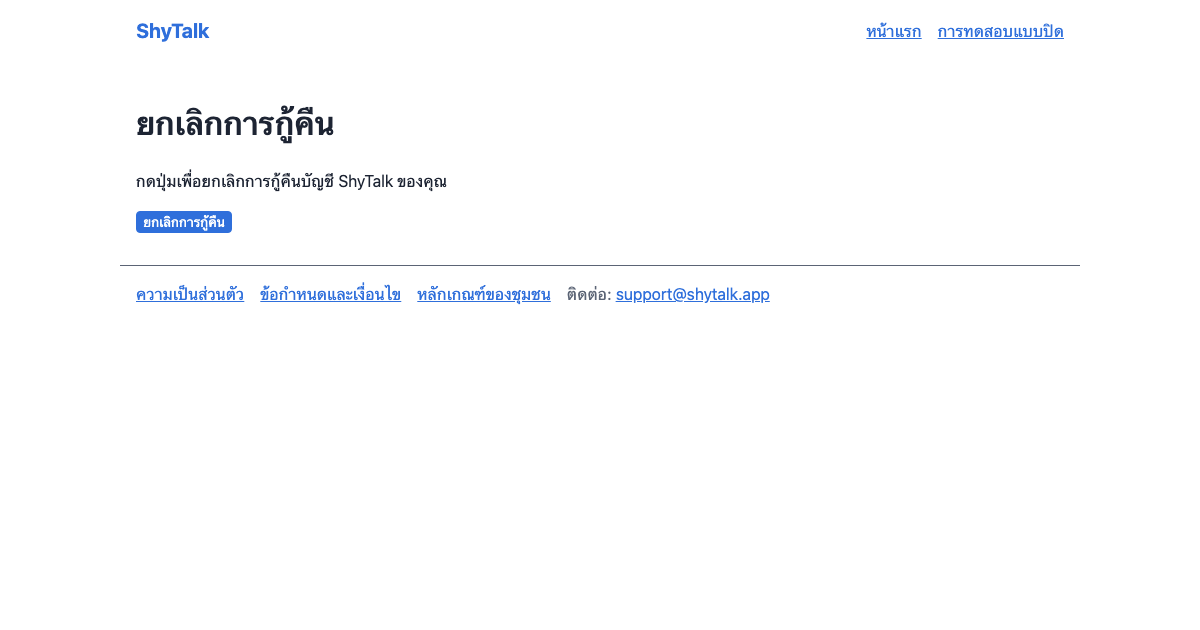 ShyTalk
หน้าแรก การทดสอบแบบปิด
ยกเลิกการกู้คืน
กดปุ่มเพื่อยกเลิกการกู้คืนบัญชี ShyTalk ของคุณ
ยกเลิกการกู้คืน
ความเป็นส่วนตัว ข้อกำหนดและเงื่อนไข หลักเกณฑ์ของชุมชน ติดต่อ: support@shytalk.app